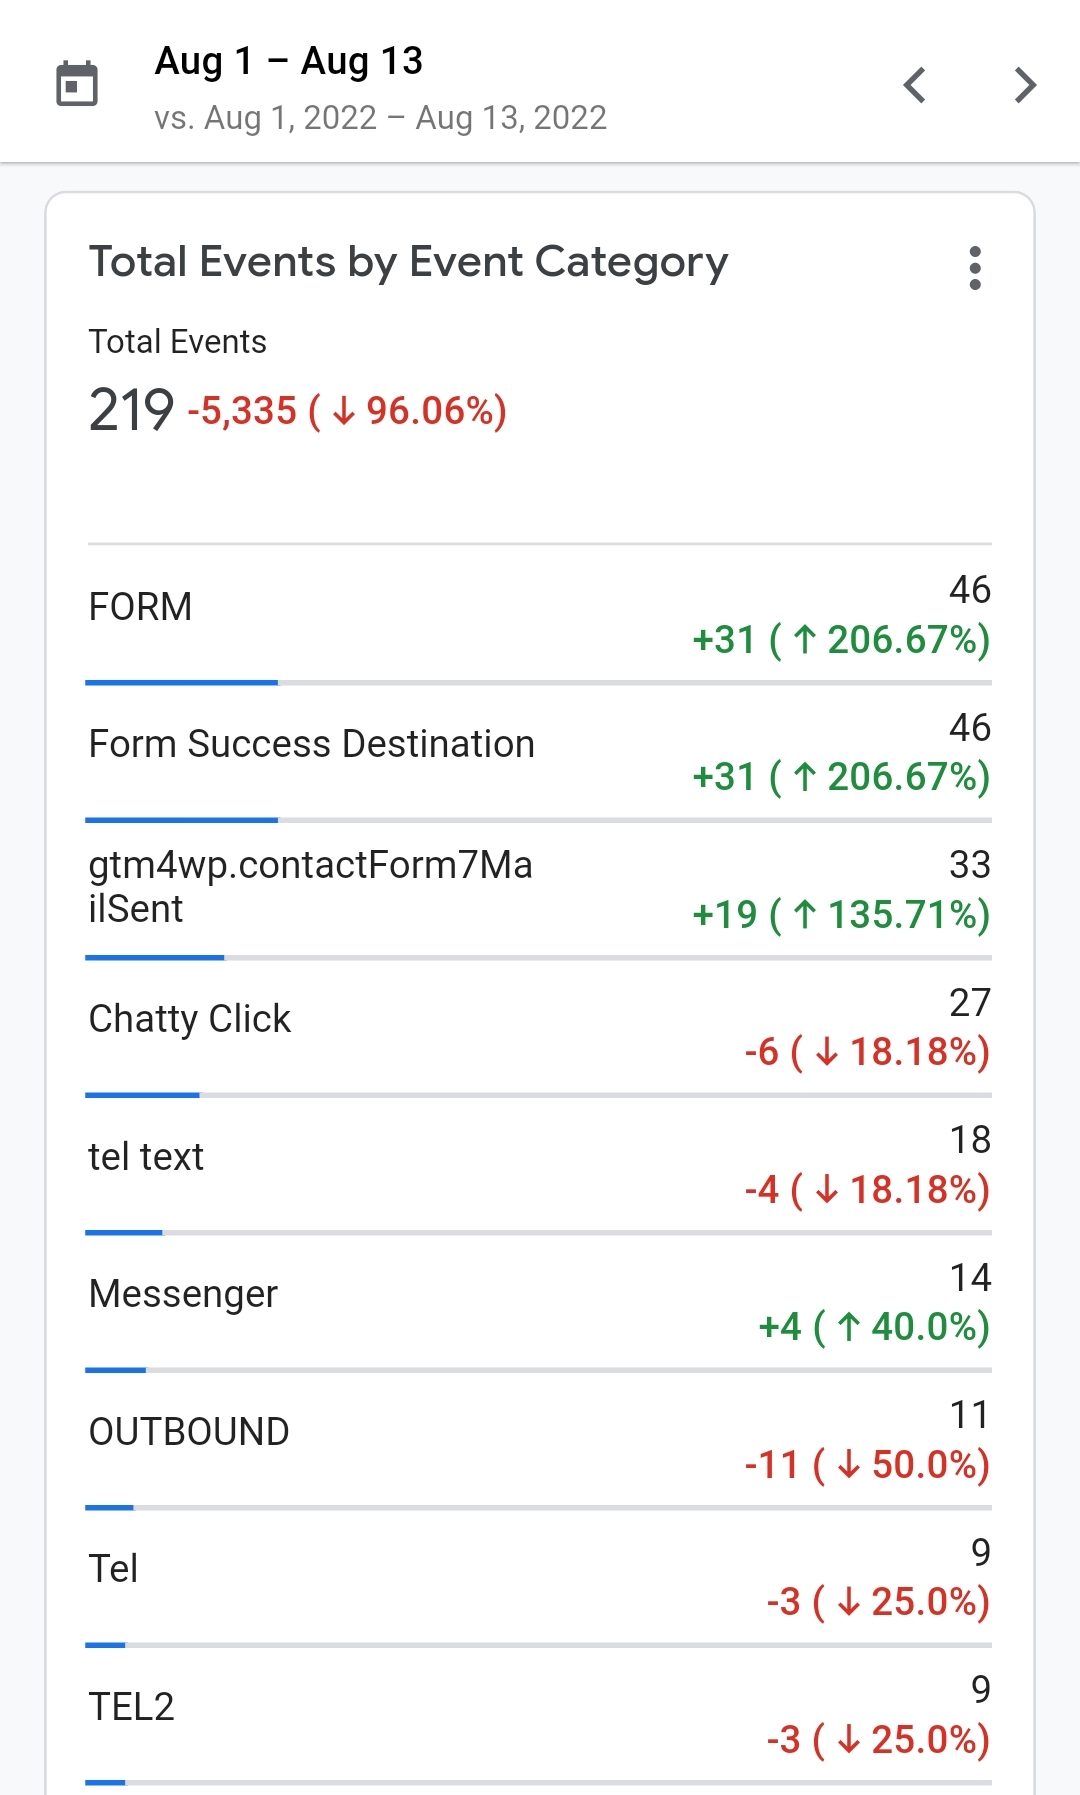 Aug 1 – Aug 13
vs. Aug 1, 2022 – Aug 13, 2022
Total Events by Event Category
Total Events
219 -5,335 (↓96.06%)
FORM
46
+31 (↑206.67%)
Form Success Destination
46
+31 (↑206.67%)
gtm4wp.contactForm7Ma
ilSent
33
+19 (↑135.71%)
Chatty Click
27
-6 (↓18.18%)
tel text
18
-4 (↓18.18%)
Messenger
14
+4 (↑40.0%)
OUTBOUND
11
-11 (↓50.0%)
Tel
9
-3 (↓25.0%)
TEL2
9
-3 (↓25.0%)